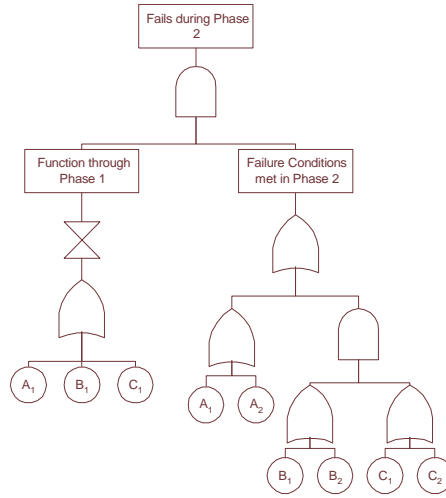 Fails during Phase
2
Function through
Phase 1
Failure Conditions
met in Phase 2
A₁
B₁
C₁
A₁
A₂
B₁
B₂
C₁
C₂